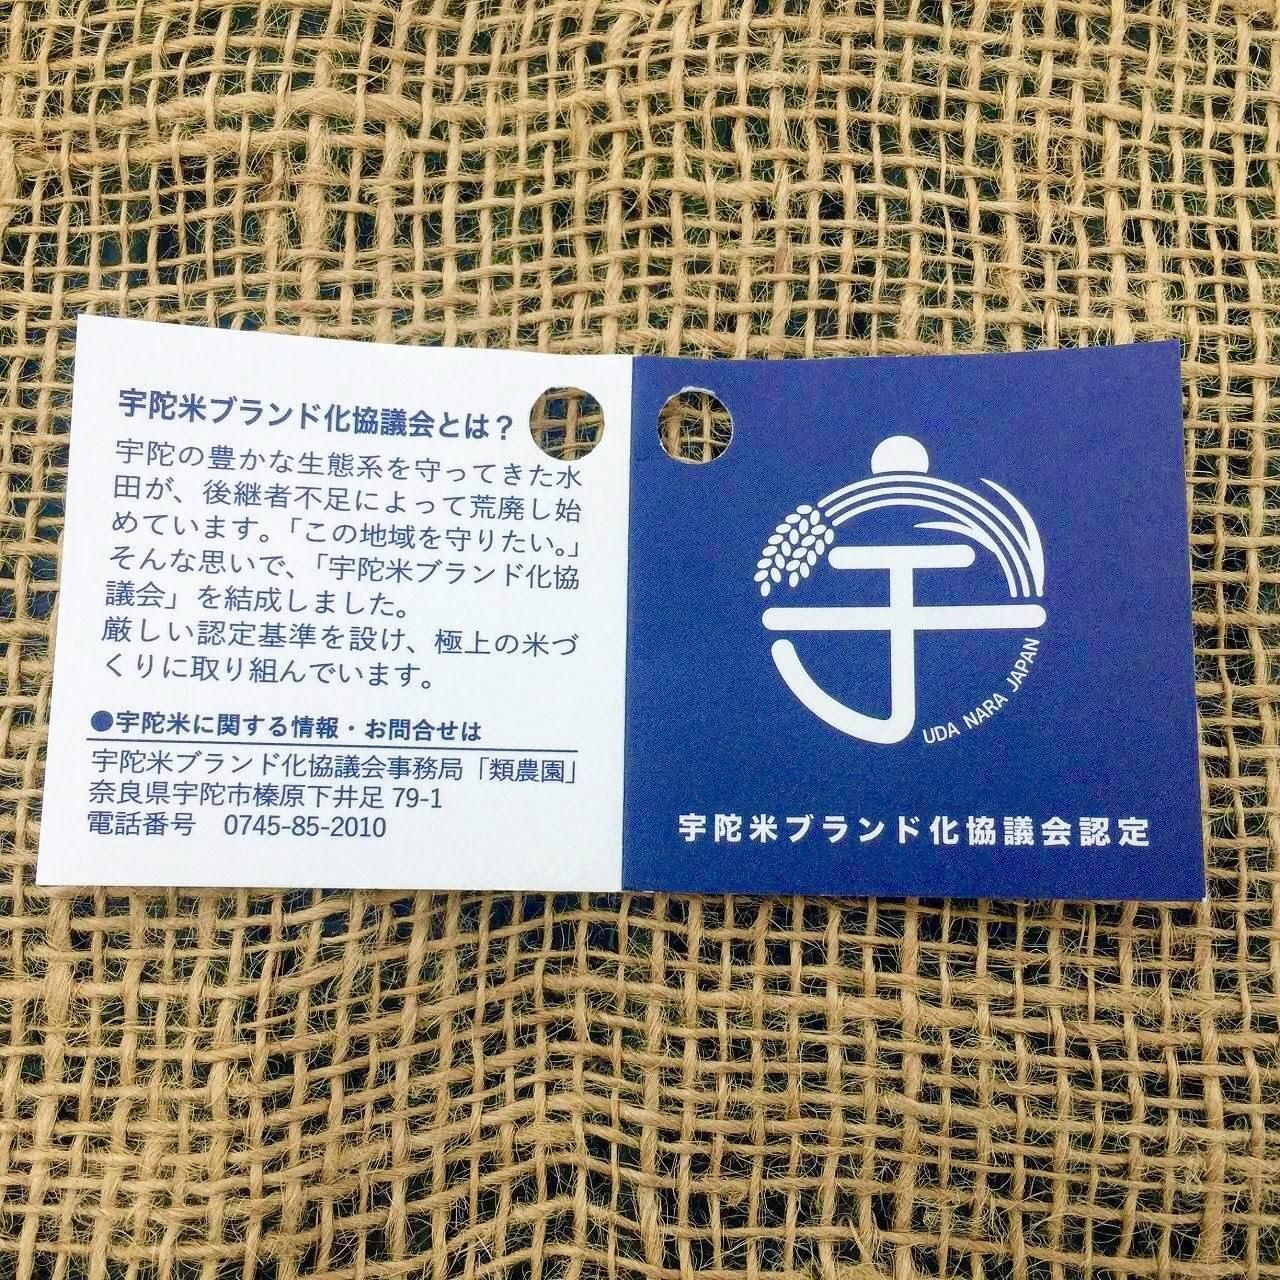 宇陀米ブランド化協議会とは？
宇陀の豊かな生態系を守ってきた水
田が、後継者不足によって荒廃し始
めています。「この地域を守りたい。」
そんな思いで、「宇陀米ブランド化協
議会」を結成しました。
厳しい認定基準を設け、極上の米づ
くりに取り組んでいます。
●宇陀米に関する情報・お問合せは
宇陀米ブランド化協議会事務局「類農園」
奈良県宇陀市榛原下井足 79-1
電話番号　0745-85-2010
宇
UDA NARA JAPAN
宇陀米ブランド化協議会認定